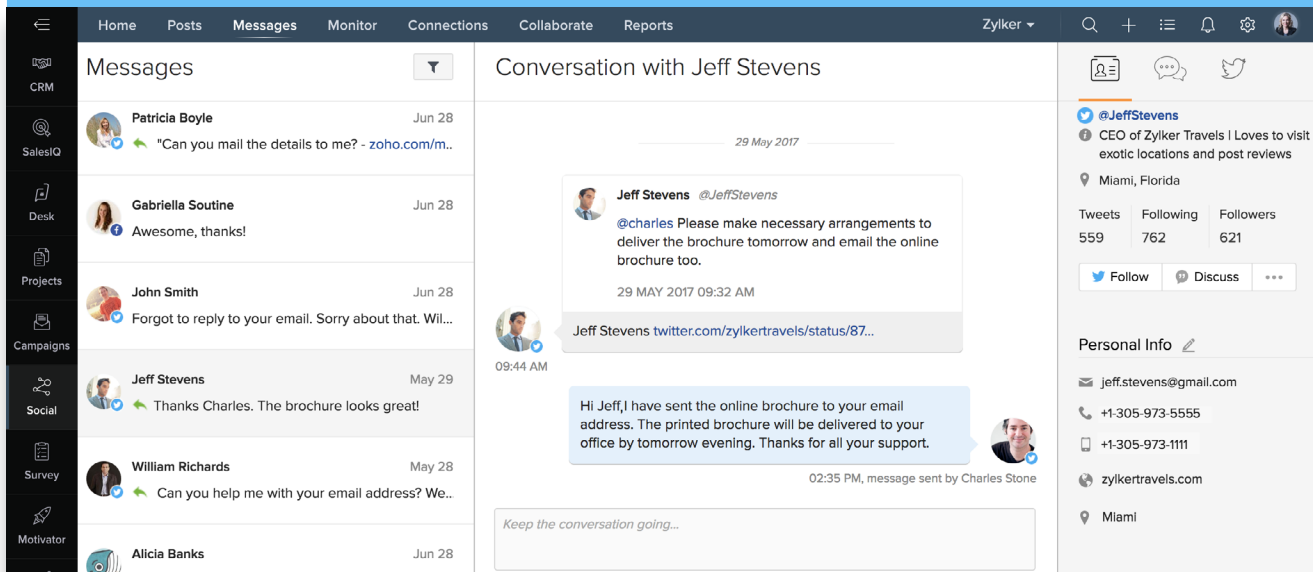 Home Posts Messages Monitor Connections Collaborate Reports Zylker
CRM
SalesIQ
Desk
Projects
Campaigns
Social
Survey
Motivator
Messages
Patricia Boyle Jun 28
"Can you mail the details to me? - zoho.com/m..
Gabriella Soutine Jun 28
Awesome, thanks!
John Smith Jun 28
Forgot to reply to your email. Sorry about that. Wil...
Jeff Stevens May 29
Thanks Charles. The brochure looks great!
William Richards May 28
Can you help me with your email address? We..
Alicia Banks Jun 28
Conversation with Jeff Stevens
29 May 2017
Jeff Stevens @JeffStevens
@charles Please make necessary arrangements to
deliver the brochure tomorrow and email the online
brochure too.
29 MAY 2017 09:32 AM
Jeff Stevens twitter.com/zylkertravels/status/87...
09:44 AM
Hi Jeff,I have sent the online brochure to your email
address. The printed brochure will be delivered to your
office by tomorrow evening. Thanks for all your support.
02:35 PM, message sent by Charles Stone
Keep the conversation going...
@JeffStevens
CEO of Zylker Travels l Loves to visit
exotic locations and post reviews
Miami, Florida
Tweets Following Followers
559 762 621
Follow Discuss
Personal Info
jeff.stevens@gmail.com
+1-305-973-5555
+1-305-973-1111
zylkertravels.com
Miami